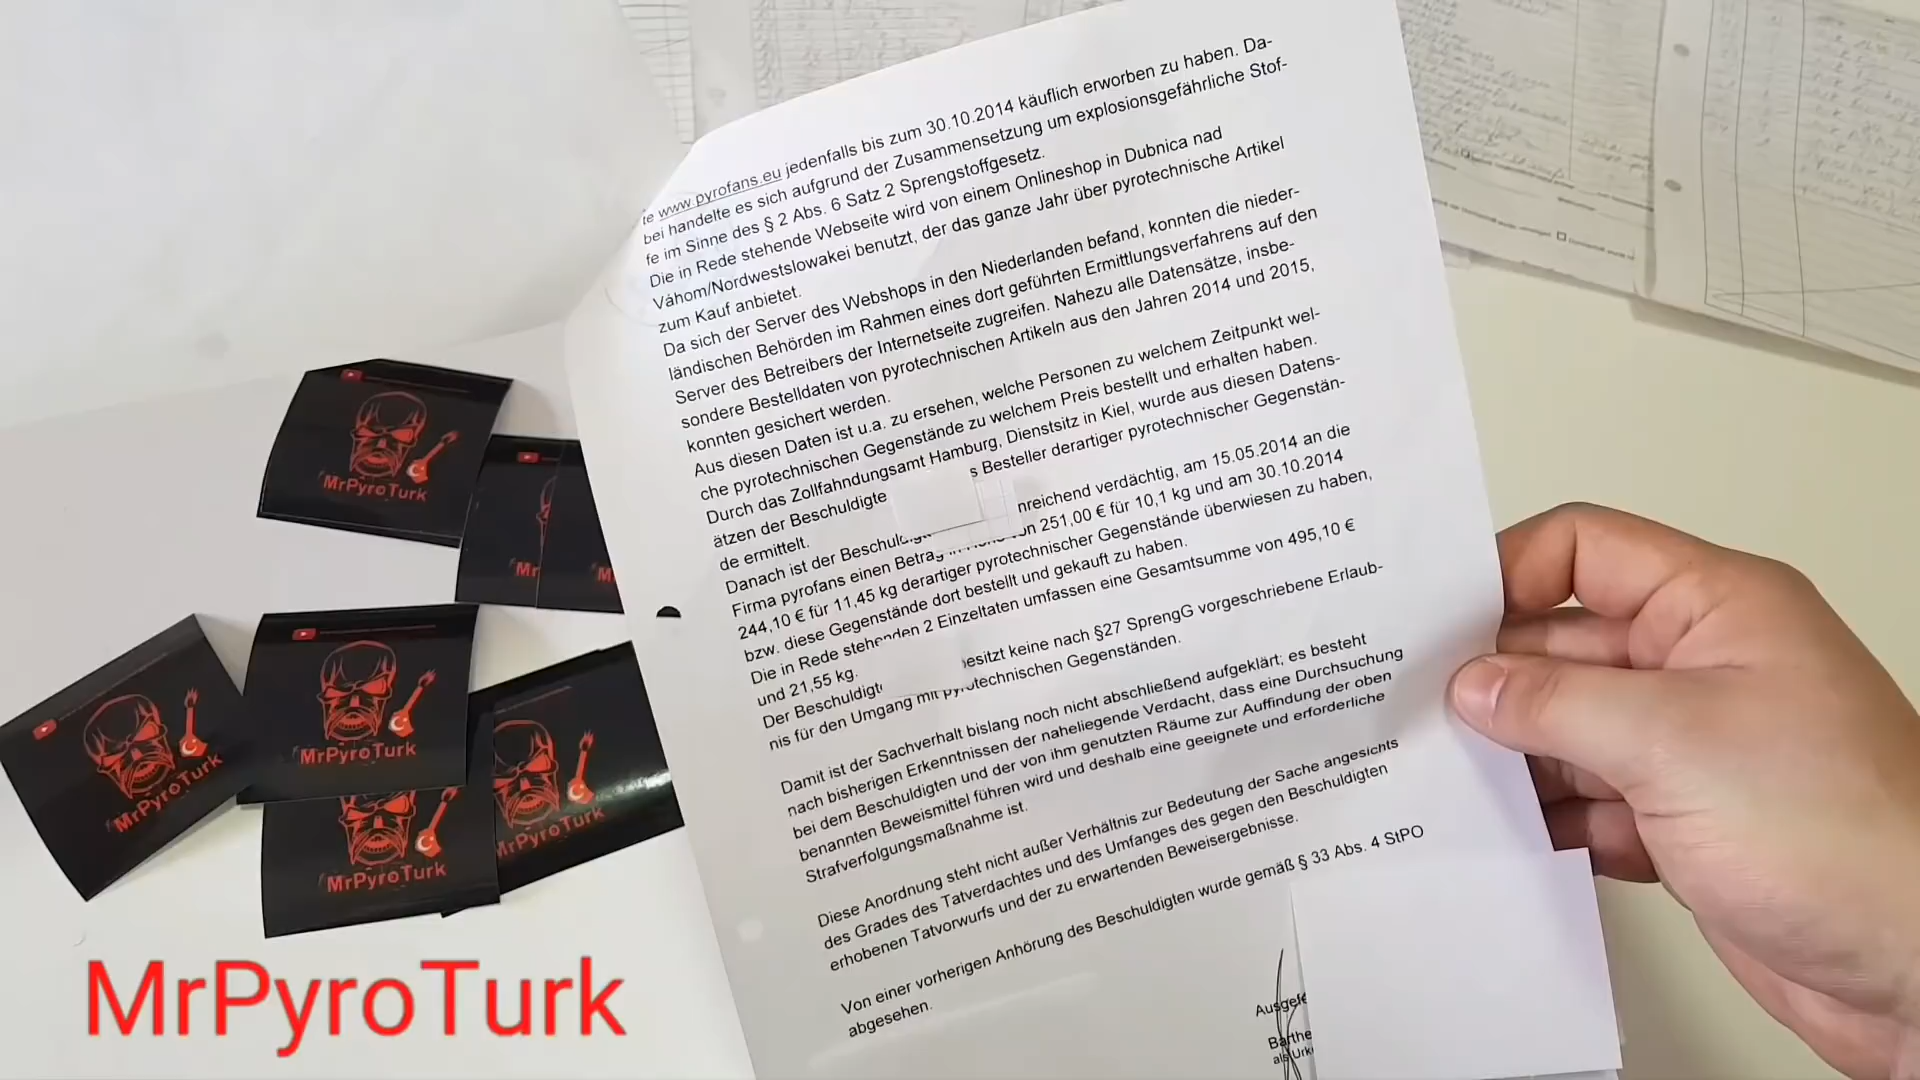 te www.pyrofans.eu jedenfalls bis zum 30.10.2014 käuflich erworben zu haben. Da-
bei handelte es sich aufgrund der Zusammensetzung um explosionsgefährliche Stof-
fe im Sinne des § 2 Abs. 6 Satz 2 Sprengstoffgesetz.
Die in Rede stehende Webseite wird von einem Onlineshop in Dubnica nad
Váhom/Nordwestslowakei benutzt, der das ganze Jahr über pyrotechnische Artikel
zum Kauf anbietet.
Da sich der Server des Webshops in den Niederlanden befand, konnten die nieder-
ländischen Behörden im Rahmen eines dort geführten Ermittlungsverfahrens auf den
Server des Betreibers der Internetseite zugreifen. Nahezu alle Datensätze, insbe-
sondere Bestelldaten von pyrotechnischen Artikeln aus den Jahren 2014 und 2015,
konnten gesichert werden.
Aus diesen Daten ist u.a. zu ersehen, welche Personen zu welchem Zeitpunkt wel-
che pyrotechnischen Gegenstände zu welchem Preis bestellt und erhalten haben.
Durch das Zollfahndungsamt Hamburg, Dienstsitz in Kiel, wurde aus diesen Datens-
ätzen der Beschuldigte s Besteller derartiger pyrotechnischer Gegenstän-
de ermittelt.
Danach ist der Beschuldig nreichend verdächtig, am 15.05.2014 an die
Firma pyrofans einen Betrag in Höhe von 251,00 € für 10,1 kg und am 30.10.2014
244,10 € für 11,45 kg derartiger pyrotechnischer Gegenstände überwiesen zu haben,
bzw. diese Gegenstände dort bestellt und gekauft zu haben.
Die in Rede stehenden 2 Einzeltaten umfassen eine Gesamtsumme von 495,10 €
und 21,55 kg.
Der Beschuldigt besitzt keine nach §27 SprengG vorgeschriebene Erlaub-
nis für den Umgang mit pyrotechnischen Gegenständen.
Damit ist der Sachverhalt bislang noch nicht abschließend aufgeklärt; es besteht
nach bisherigen Erkenntnissen der naheliegende Verdacht, dass eine Durchsuchung
bei dem Beschuldigten und der von ihm genutzten Räume zur Auffindung der oben
benannten Beweismittel führen wird und deshalb eine geeignete und erforderliche
Strafverfolgungsmaßnahme ist.
Diese Anordnung steht nicht außer Verhältnis zur Bedeutung der Sache angesichts
des Grades des Tatverdachtes und des Umfanges des gegen den Beschuldigten
erhobenen Tatvorwurfs und der zu erwartenden Beweisergebnisse.
Von einer vorherigen Anhörung des Beschuldigten wurde gemäß § 33 Abs. 4 StPO
abgesehen.
Ausgefe
Barthe
als Urk
MrPyroTurk
Mr
M
MrPyroTurk
MrPyroTurk
MrPyroTurk
MrPyroTurk
MrPyroTurk